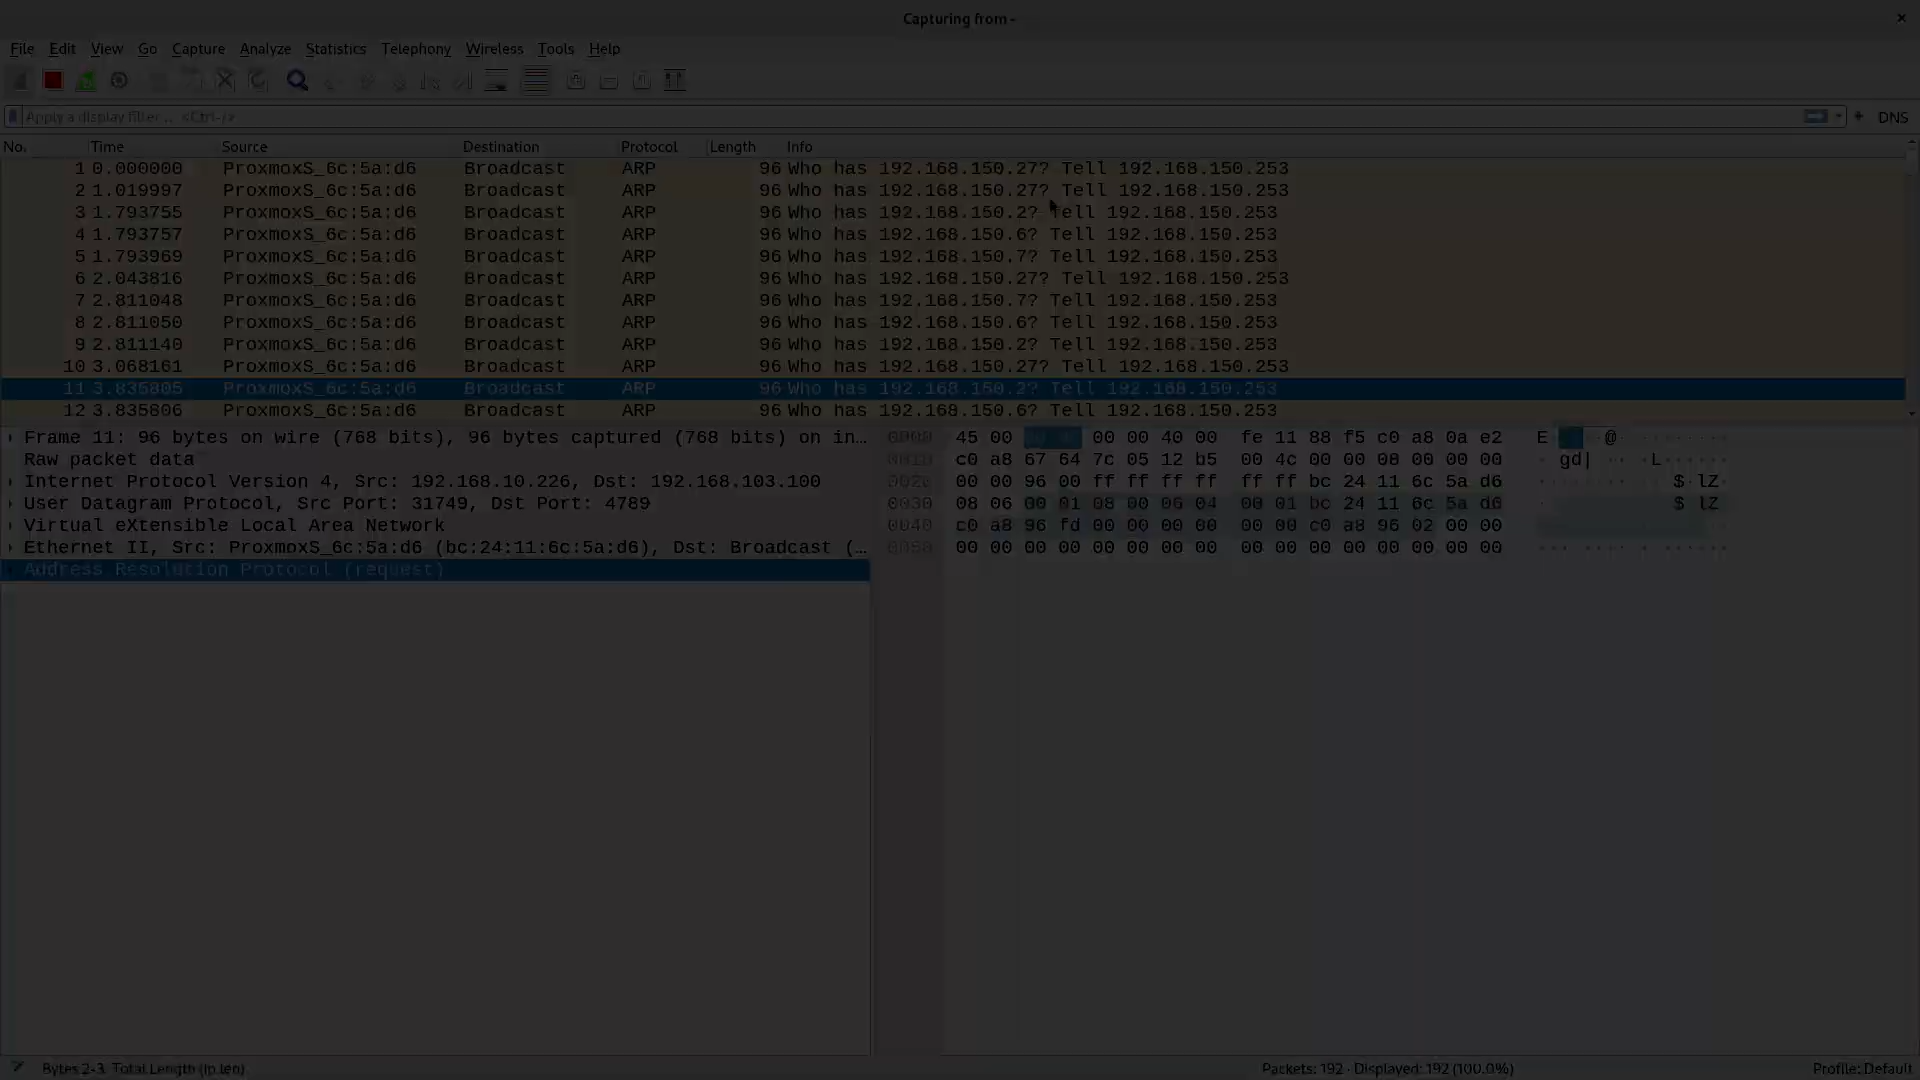 Capturing from -
File Edit View Go Capture Analyze Statistics Telephony Wireless Tools Help
Apply a display filter ... <Ctrl-/>
DNS
No. Time Source Destination Protocol Length Info
1 0.000000 ProxmoxS_6c:5a:d6 Broadcast ARP 96 Who has 192.168.150.27? Tell 192.168.150.253
2 1.019997 ProxmoxS_6c:5a:d6 Broadcast ARP 96 Who has 192.168.150.27? Tell 192.168.150.253
3 1.793755 ProxmoxS_6c:5a:d6 Broadcast ARP 96 Who has 192.168.150.2? Tell 192.168.150.253
4 1.793757 ProxmoxS_6c:5a:d6 Broadcast ARP 96 Who has 192.168.150.6? Tell 192.168.150.253
5 1.793969 ProxmoxS_6c:5a:d6 Broadcast ARP 96 Who has 192.168.150.7? Tell 192.168.150.253
6 2.043816 ProxmoxS_6c:5a:d6 Broadcast ARP 96 Who has 192.168.150.27? Tell 192.168.150.253
7 2.811048 ProxmoxS_6c:5a:d6 Broadcast ARP 96 Who has 192.168.150.7? Tell 192.168.150.253
8 2.811050 ProxmoxS_6c:5a:d6 Broadcast ARP 96 Who has 192.168.150.6? Tell 192.168.150.253
9 2.811140 ProxmoxS_6c:5a:d6 Broadcast ARP 96 Who has 192.168.150.2? Tell 192.168.150.253
10 3.068161 ProxmoxS_6c:5a:d6 Broadcast ARP 96 Who has 192.168.150.27? Tell 192.168.150.253
11 3.835805 ProxmoxS_6c:5a:d6 Broadcast ARP 96 Who has 192.168.150.2? Tell 192.168.150.253
12 3.835806 ProxmoxS_6c:5a:d6 Broadcast ARP 96 Who has 192.168.150.6? Tell 192.168.150.253
Frame 11: 96 bytes on wire (768 bits), 96 bytes captured (768 bits) on in…
Raw packet data
Internet Protocol Version 4, Src: 192.168.10.226, Dst: 192.168.103.100
User Datagram Protocol, Src Port: 31749, Dst Port: 4789
Virtual eXtensible Local Area Network
Ethernet II, Src: ProxmoxS_6c:5a:d6 (bc:24:11:6c:5a:d6), Dst: Broadcast (…
Address Resolution Protocol (request)
0000 45 00 00 00 40 00 fe 11 88 f5 c0 a8 0a e2 E @
0010 c0 a8 67 64 7c 05 12 b5 00 4c 00 00 08 00 00 00 gd| L
0020 00 00 96 00 ff ff ff ff ff ff bc 24 11 6c 5a d6 $ lZ
0030 08 06 00 01 08 00 06 04 00 01 bc 24 11 6c 5a d6 $ lZ
0040 c0 a8 96 fd 00 00 00 00 00 00 c0 a8 96 02 00 00
0050 00 00 00 00 00 00 00 00 00 00 00 00 00 00 00 00
Bytes 2-3: Total Length (ip.len)
Packets: 192 · Displayed: 192 (100.0%)
Profile: Default